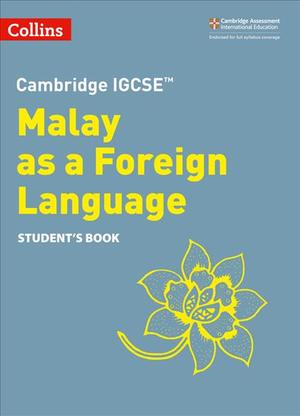 Collins
Cambridge Assessment
International Education
Endorsed for full syllabus coverage
Cambridge IGCSE™
Malay
as a Foreign
Language
STUDENT'S BOOK